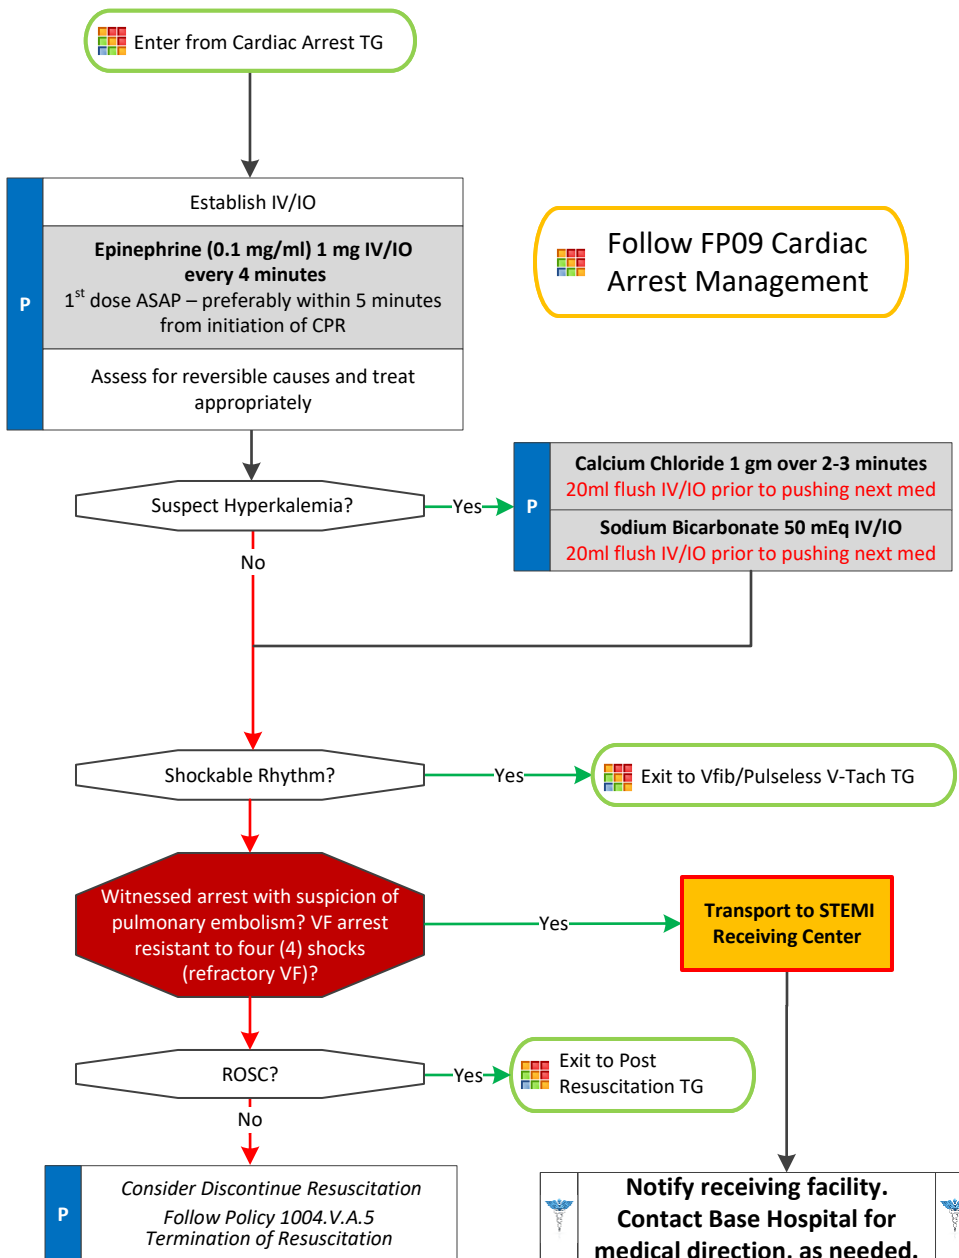 Enter from Cardiac Arrest TG
P
Establish IV/IO
Epinephrine (0.1 mg/ml) 1 mg IV/IO
every 4 minutes
1st dose ASAP – preferably within 5 minutes
from initiation of CPR
Assess for reversible causes and treat
appropriately
Follow FP09 Cardiac
Arrest Management
Suspect Hyperkalemia?
Yes
P
Calcium Chloride 1 gm over 2-3 minutes
20ml flush IV/IO prior to pushing next med
Sodium Bicarbonate 50 mEq IV/IO
20ml flush IV/IO prior to pushing next med
No
Shockable Rhythm?
Yes
Exit to Vfib/Pulseless V-Tach TG
Witnessed arrest with suspicion of
pulmonary embolism? VF arrest
resistant to four (4) shocks
(refractory VF)?
Yes
Transport to STEMI
Receiving Center
ROSC?
Yes
Exit to Post
Resuscitation TG
No
P
Consider Discontinue Resuscitation
Follow Policy 1004.V.A.5
Termination of Resuscitation
Notify receiving facility.
Contact Base Hospital for
medical direction, as needed.